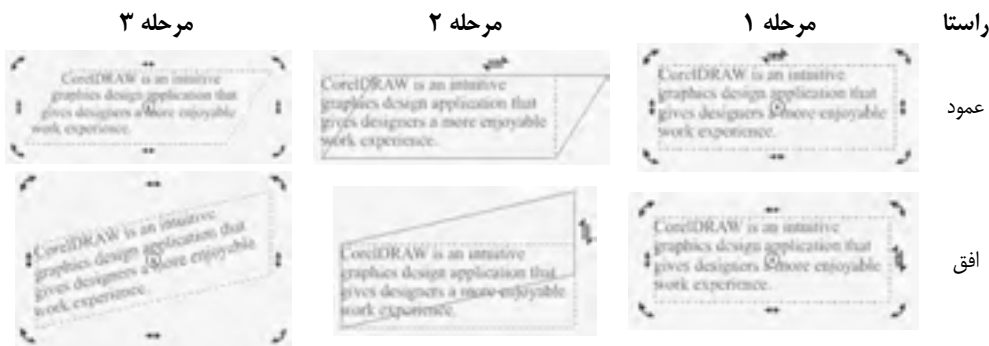 راستا مرحله ۱ مرحله ۲ مرحله ۳
عمود
CorelDRAW is an intuitive
graphics design application that
gives designers a more enjoyable
work experience.
CorelDRAW is an intuitive
graphics design application that
gives designers a more enjoyable
work experience.
CorelDRAW is an intuitive
graphics design application that
gives designers a more enjoyable
work experience.
افق
CorelDRAW is an intuitive
graphics design application that
gives designers a more enjoyable
work experience.
CorelDRAW is an intuitive
graphics design application that
gives designers a more enjoyable
work experience.
CorelDRAW is an intuitive
graphics design application that
gives designers a more enjoyable
work experience.